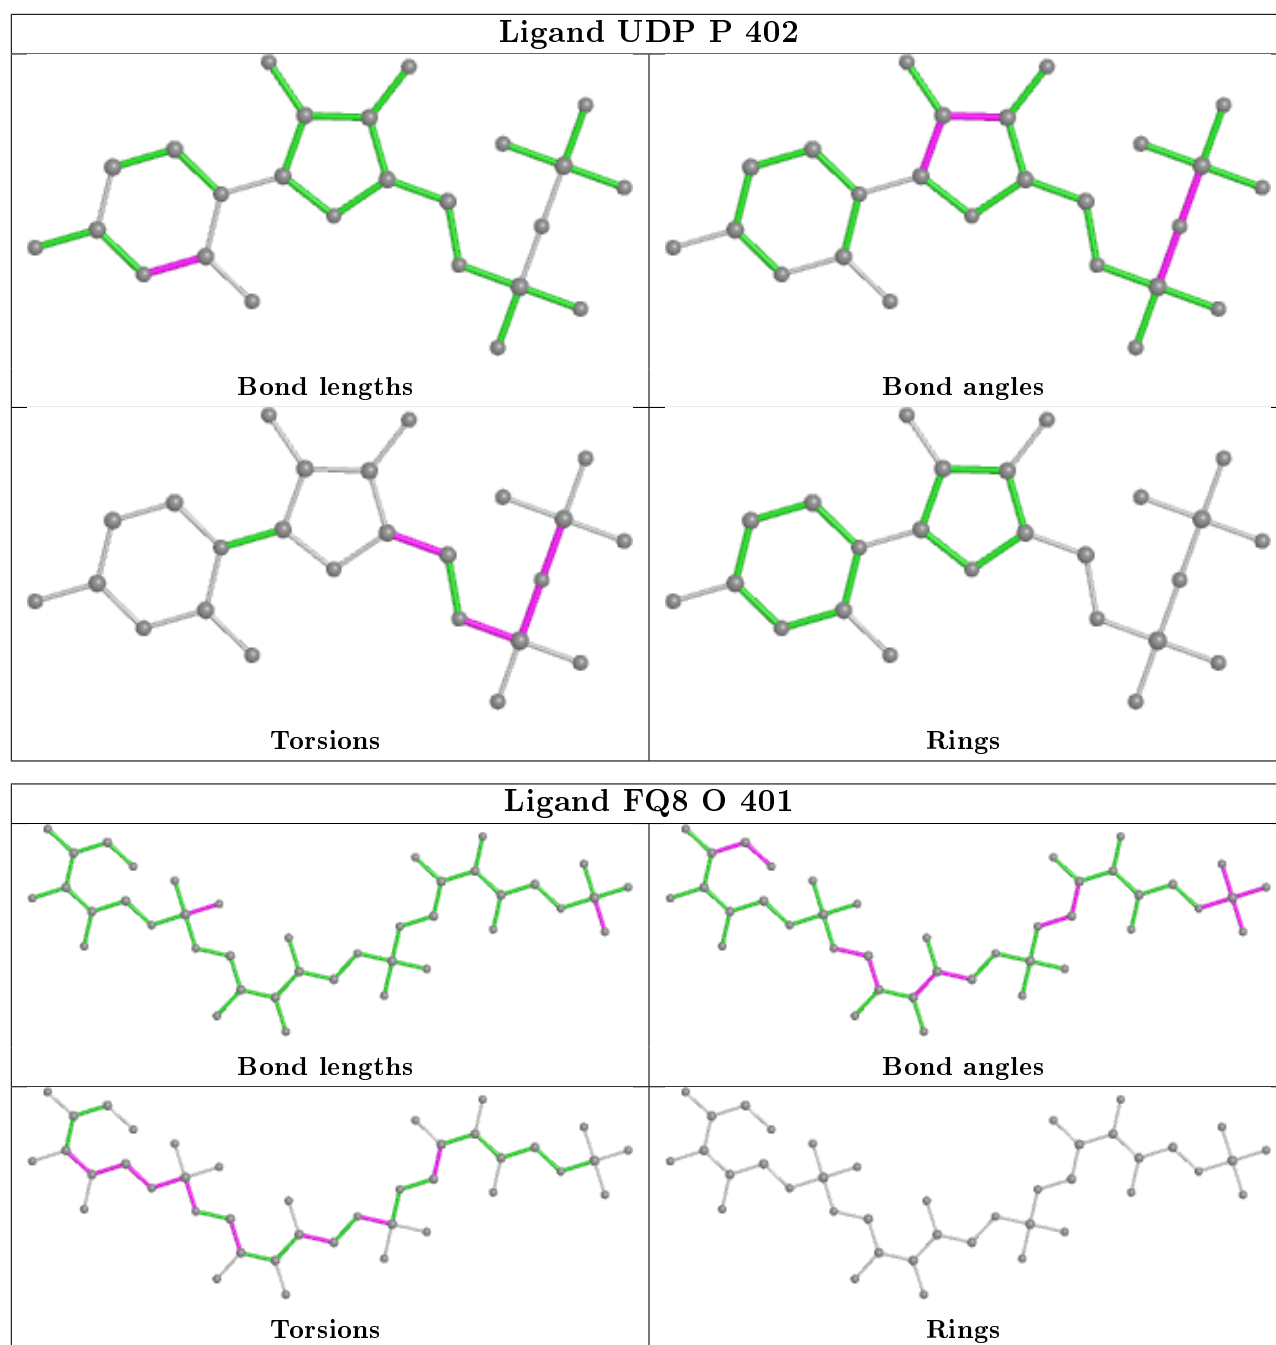 Ligand UDP P 402
Bond lengths
Bond angles
Torsions
Rings
Ligand FQ8 O 401
Bond lengths
Bond angles
Torsions
Rings